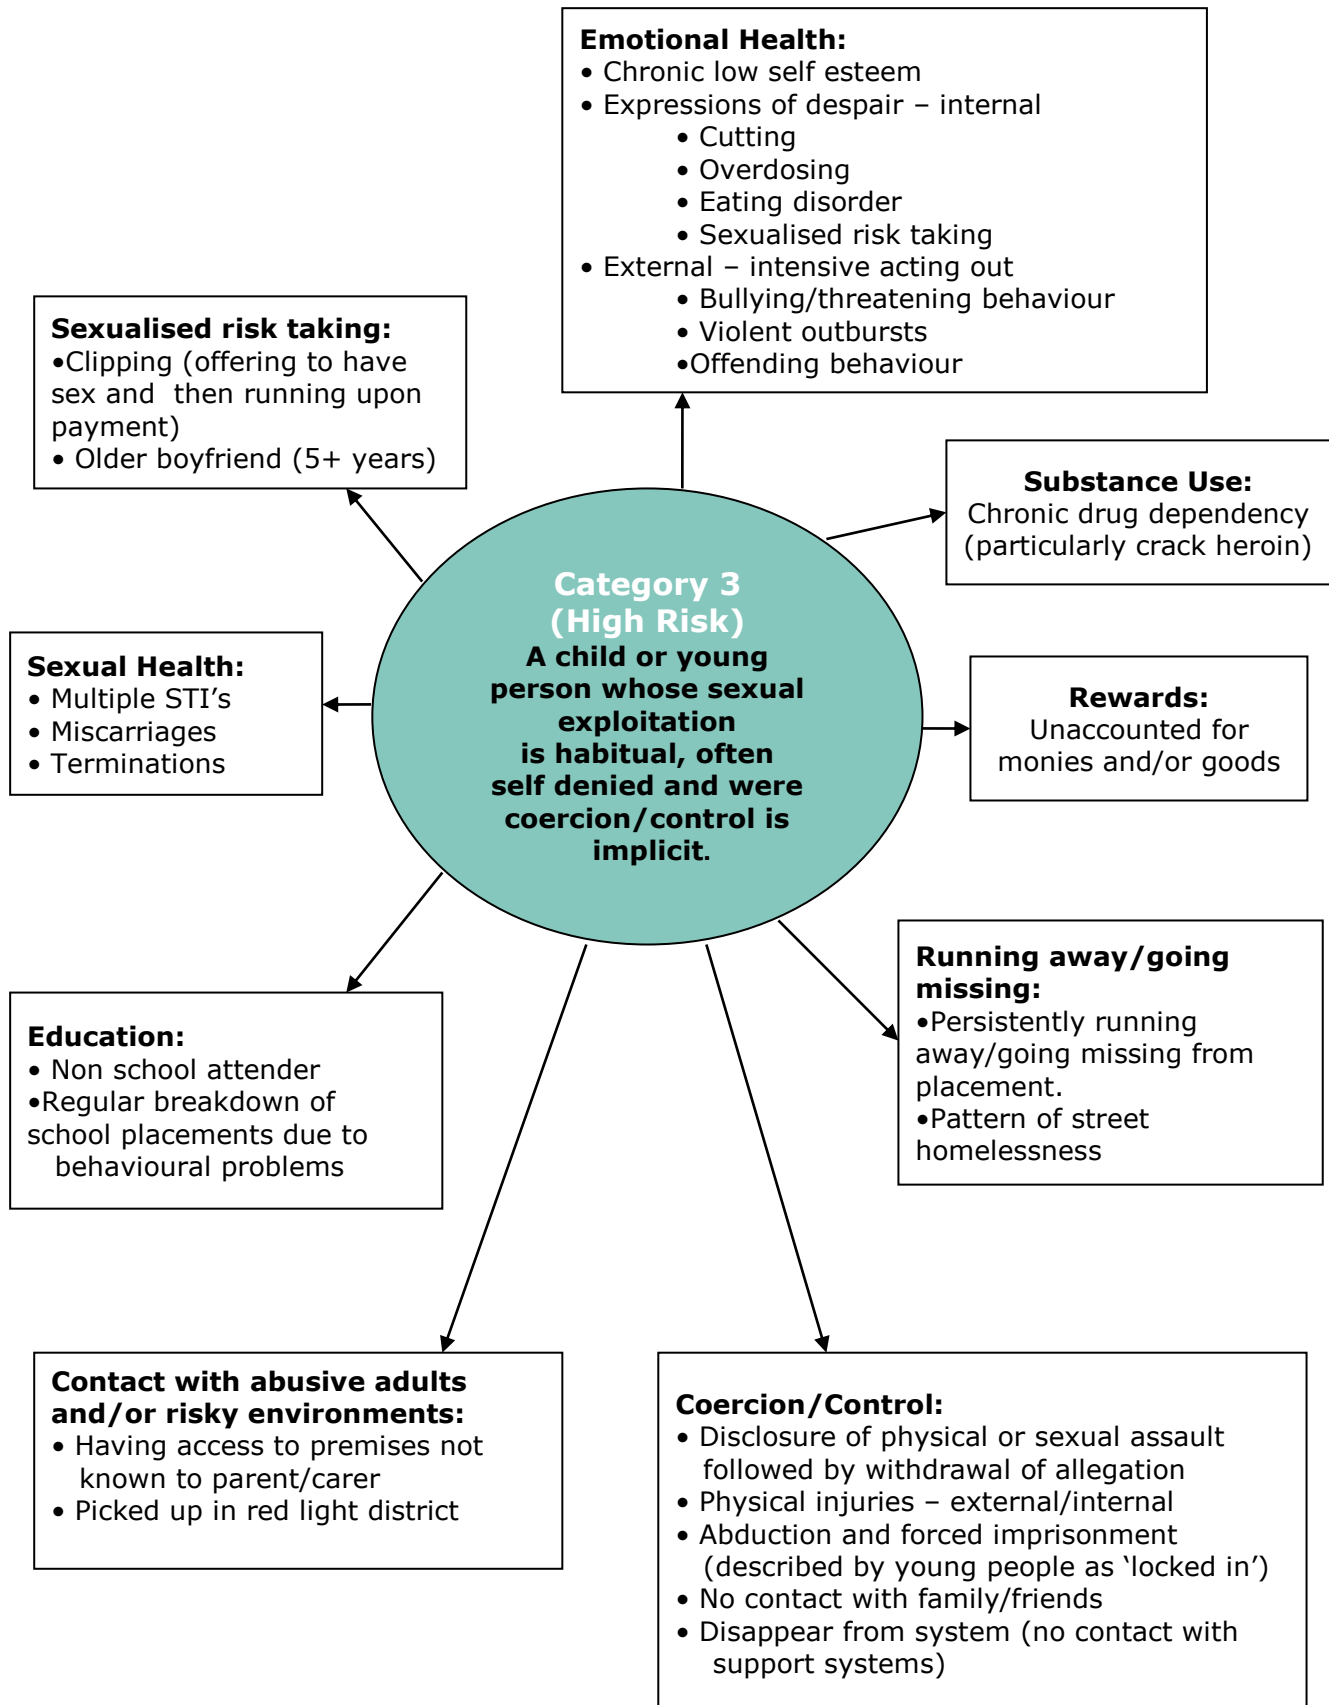 Emotional Health:
• Chronic low self esteem
• Expressions of despair – internal
• Cutting
• Overdosing
• Eating disorder
• Sexualised risk taking
• External – intensive acting out
• Bullying/threatening behaviour
• Violent outbursts
•Offending behaviour
Sexualised risk taking:
•Clipping (offering to have
sex and then running upon
payment)
• Older boyfriend (5+ years)
Substance Use:
Chronic drug dependency
(particularly crack heroin)
Category 3
(High Risk)
A child or young
person whose sexual
exploitation
is habitual, often
self denied and were
coercion/control is
implicit.
Sexual Health:
• Multiple STI’s
• Miscarriages
• Terminations
Rewards:
Unaccounted for
monies and/or goods
Running away/going
missing:
•Persistently running
away/going missing from
placement.
•Pattern of street
homelessness
Education:
• Non school attender
•Regular breakdown of
school placements due to
behavioural problems
Contact with abusive adults
and/or risky environments:
• Having access to premises not
known to parent/carer
• Picked up in red light district
Coercion/Control:
• Disclosure of physical or sexual assault
followed by withdrawal of allegation
• Physical injuries – external/internal
• Abduction and forced imprisonment
(described by young people as ‘locked in’)
• No contact with family/friends
• Disappear from system (no contact with
support systems)